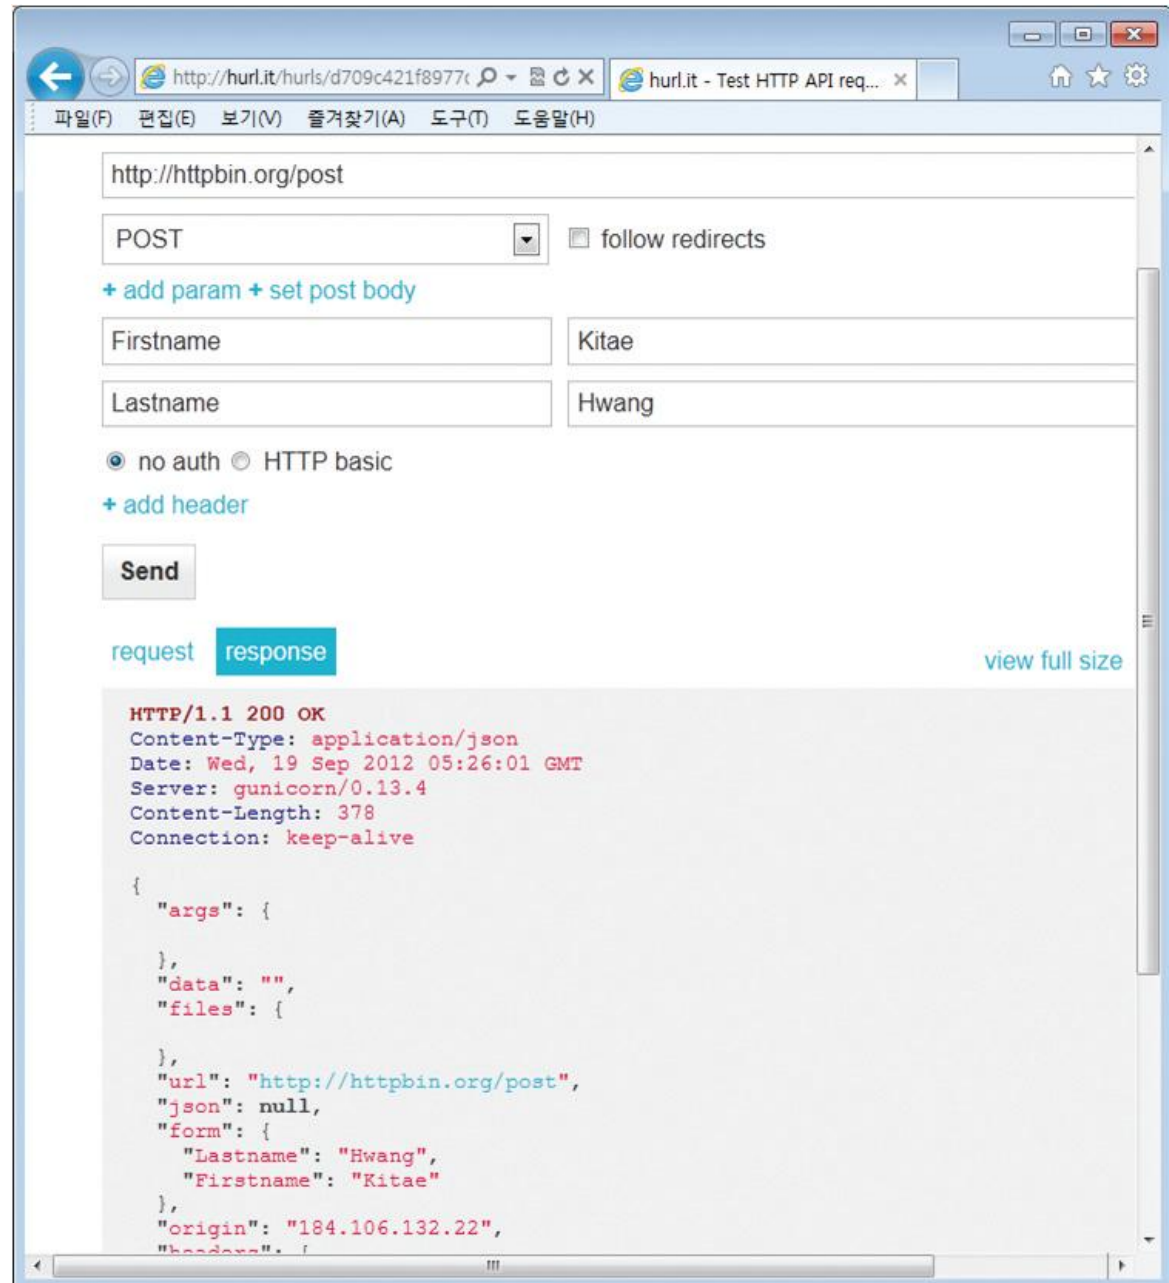 http://hurl.it/hurls/d709c421f8977c
hurl.it - Test HTTP API req...
파일(F) 편집(E) 보기(V) 즐겨찾기(A) 도구(T) 도움말(H)
http://httpbin.org/post
POST follow redirects
+ add param + set post body
Firstname Kitae
Lastname Hwang
no auth HTTP basic
+ add header
Send
request response view full size
HTTP/1.1 200 OK
Content-Type: application/json
Date: Wed, 19 Sep 2012 05:26:01 GMT
Server: gunicorn/0.13.4
Content-Length: 378
Connection: keep-alive
{
"args": {
},
"data": "",
"files": {
},
"url": "http://httpbin.org/post",
"json": null,
"form": {
"Lastname": "Hwang",
"Firstname": "Kitae"
},
"origin": "184.106.132.22",
"headers": {